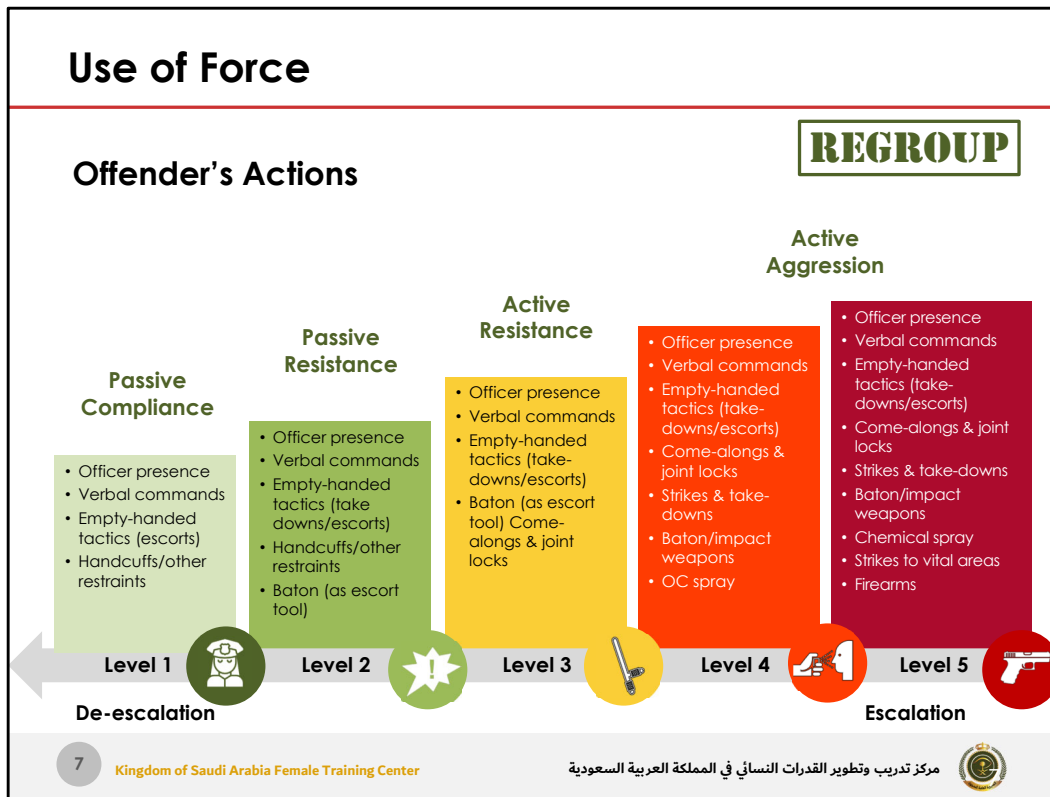 Use of Force
REGROUP
Offender's Actions
Passive
Compliance
• Officer presence
• Verbal commands
• Empty-handed
tactics (escorts)
• Handcuffs/other
restraints
Passive
Resistance
• Officer presence
• Verbal commands
• Empty-handed
tactics (take
downs/escorts)
• Handcuffs/other
restraints
• Baton (as escort
tool)
Active
Resistance
• Officer presence
• Verbal commands
• Empty-handed
tactics (take-
downs/escorts)
• Baton (as escort
tool) Come-
alongs & joint
locks
Active
Aggression
• Officer presence
• Verbal commands
• Empty-handed
tactics (take-
downs/escorts)
• Come-alongs &
joint locks
• Strikes & take-
downs
• Baton/impact
weapons
• OC spray
• Officer presence
• Verbal commands
• Empty-handed
tactics (take-
downs/escorts)
• Come-alongs & joint
locks
• Strikes & take-downs
• Baton/impact
weapons
• Chemical spray
• Strikes to vital areas
• Firearms
Level 1
Level 2
Level 3
Level 4
Level 5
De-escalation
Escalation
7
Kingdom of Saudi Arabia Female Training Center
مركز تدريب وتطوير القدرات النسائي في المملكة العربية السعودية